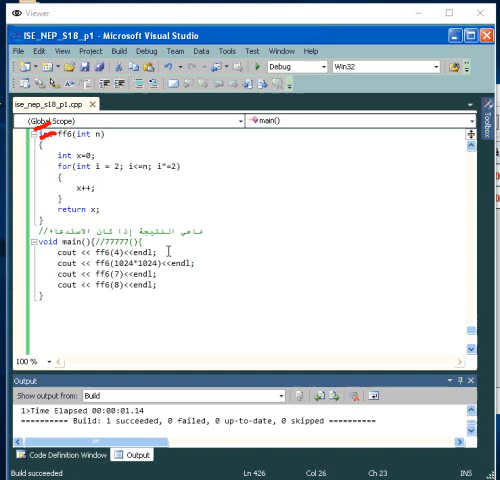 Viewer
ISE_NEP_S18_p1 - Microsoft Visual Studio
File Edit View Project Build Debug Team Data Tools Test Window Help
Debug Win32
ise_nep_s18_p1.cpp
(Global Scope) main()
int ff6(int n)
{
int x=0;
for(int i = 2; i<=n; i*=2)
{
x++;
}
return x;
}
//ماهي النتيجة إذا كان الاستدعاء
void main(){//77777(){
cout << ff6(4)<<endl;
cout << ff6(1024*1024)<<endl;
cout << ff6(7)<<endl;
cout << ff6(8)<<endl;
}
Toolbox
100 %
Output
Show output from: Build
1>Time Elapsed 00:00:01.14
========== Build: 1 succeeded, 0 failed, 0 up-to-date, 0 skipped ==========
Code Definition Window Output
Build succeeded Ln 426 Col 26 Ch 23 INS